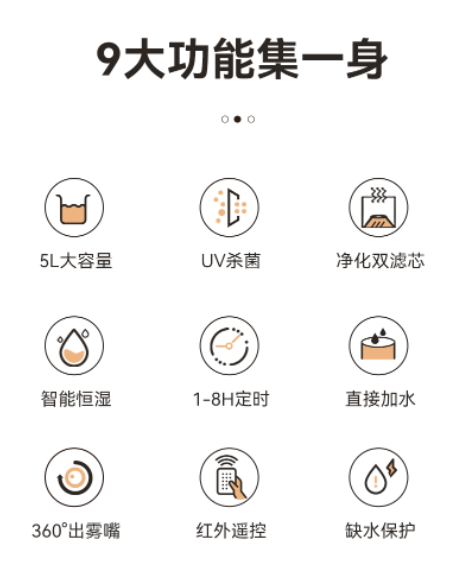 9大功能集一身
5L大容量
UV杀菌
净化双滤芯
智能恒湿
1-8H定时
直接加水
360°出雾嘴
红外遥控
缺水保护